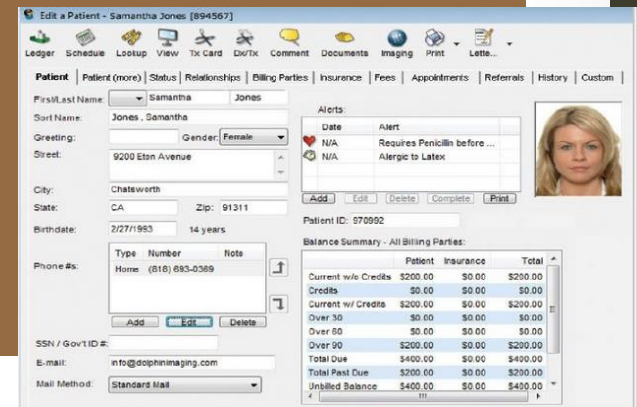 Edit a Patient - Samantha Jones [894567]
Ledger Schedule Lookup View Tx Card Dx/Tx Comment Documents Imaging Print Lette...
Patient Patient (more) Status Relationships Billing Parties Insurance Fees Appointments Referrals History Custom
First/Last Name: Samantha Jones
Sort Name: Jones , Samantha
Greeting: Gender: Female
Street: 9200 Eton Avenue
City: Chatsworth
State: CA Zip: 91311
Birthdate: 2/27/1993 14 years
Type Number Note
Phone #s: Home (818) 693-0369
Add Edit Delete
SSN / Gov't ID #:
E-mail: info@dolphinimaging.com
Mail Method: Standard Mail
Alerts:
Date Alert
N/A Requires Penicillin before ...
N/A Alergic to Latex
Add Edit Delete Complete Print
Patient ID: 970992
Balance Summary - All Billing Parties:
Patient Insurance Total
Current w/o Credits $200.00 $0.00 $200.00
Credits $0.00 $0.00 $0.00
Current w/ Credits $200.00 $0.00 $200.00
Over 30 $0.00 $0.00 $0.00
Over 60 $0.00 $0.00 $0.00
Over 90 $200.00 $0.00 $200.00
Total Due $400.00 $0.00 $400.00
Total Past Due $200.00 $0.00 $200.00
Unbilled Balance $400.00 $0.00 $400.00